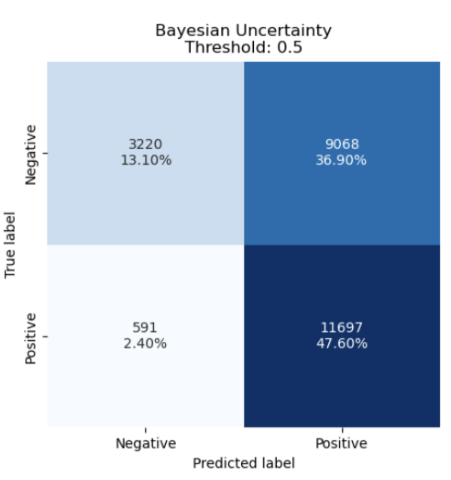 Bayesian Uncertainty
Threshold: 0.5
Negative
3220
13.10%
9068
36.90%
True label
Positive
591
2.40%
11697
47.60%
Negative
Positive
Predicted label